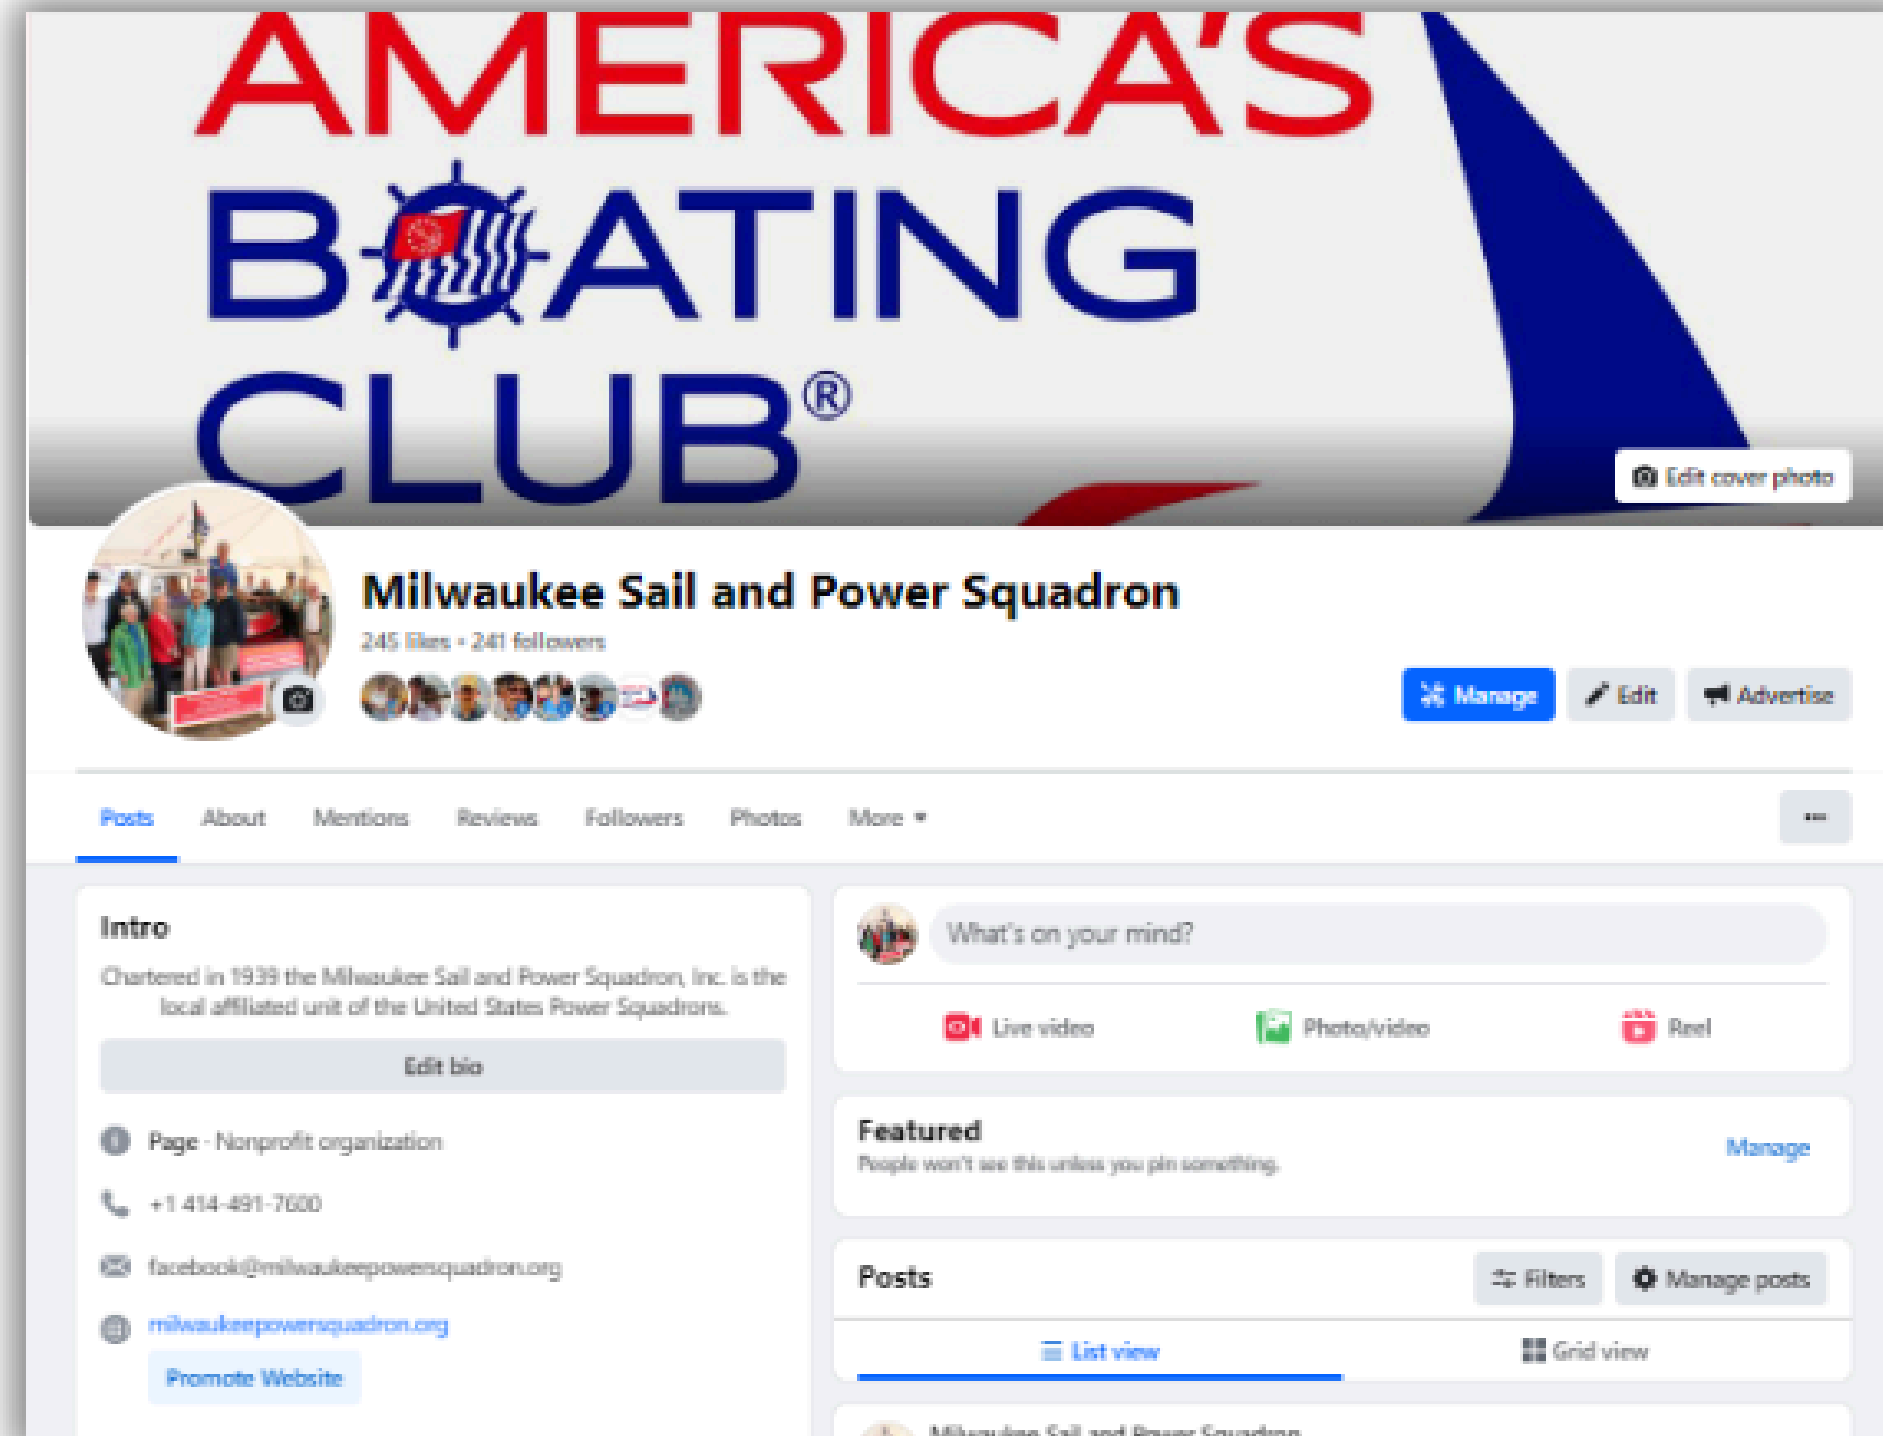 AMERICA'S
BOATING
CLUB®
Edit cover photo
Milwaukee Sail and Power Squadron
245 likes • 241 followers
Manage
Edit
Advertise
Posts
About
Mentions
Reviews
Followers
Photos
More
Intro
Chartered in 1939 the Milwaukee Sail and Power Squadron, Inc. is the
local affiliated unit of the United States Power Squadrons.
Edit bio
Page · Nonprofit organization
+1 414-491-7600
facebook@milwaukeepowersquadron.org
milwaukeepowersquadron.org
Promote Website
What's on your mind?
Live video
Photo/video
Reel
Featured
People won't see this unless you pin something.
Manage
Posts
Filters
Manage posts
List view
Grid view
Milwaukee Sail and Power Squadron